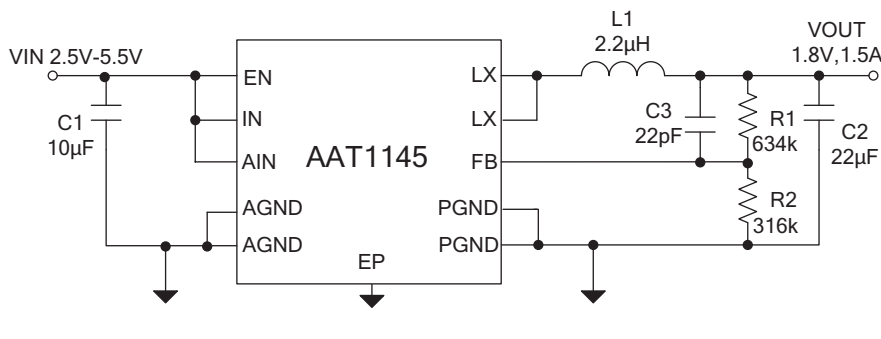 L1
2.2µH
VOUT
1.8V,1.5A
VIN 2.5V-5.5V
C1
10µF
EN
IN
AIN
AGND
AGND
AAT1145
EP
LX
LX
FB
PGND
PGND
C3
22pF
R1
634k
C2
22µF
R2
316k